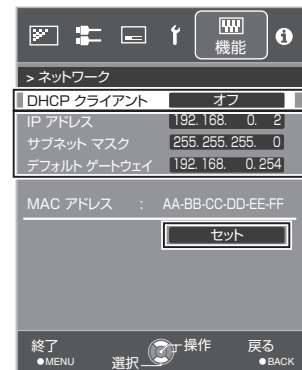 機能
> ネットワーク
DHCP クライアント オフ
IP アドレス 192. 168. 0. 2
サブネット マスク 255. 255. 255. 0
デフォルト ゲートウェイ 192. 168. 0. 254
MAC アドレス : AA-BB-CC-DD-EE-FF
セット
終了 操作 戻る
●MENU 選択 ●BACK